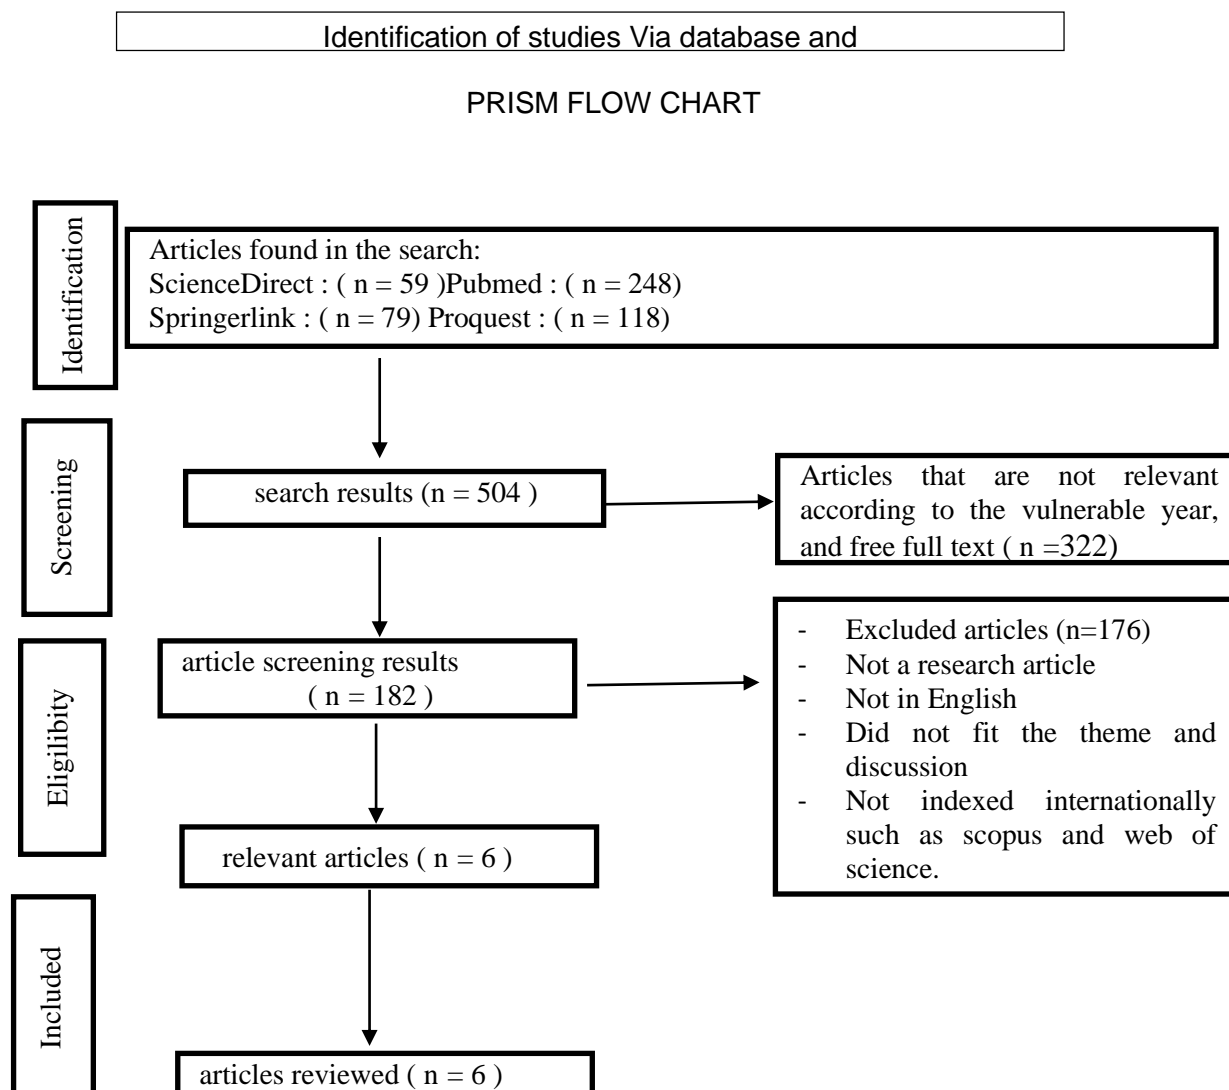 Identification of studies Via database and
PRISM FLOW CHART
Identification
Articles found in the search:
ScienceDirect : ( n = 59 )Pubmed : ( n = 248)
Springerlink : ( n = 79) Proquest : ( n = 118)
Screening
search results (n = 504 )
Articles that are not relevant
according to the vulnerable year,
and free full text ( n =322)
Eligilibity
article screening results
( n = 182 )
- Excluded articles (n=176)
- Not a research article
- Not in English
- Did not fit the theme and
discussion
- Not indexed internationally
such as scopus and web of
science.
relevant articles ( n = 6 )
Included
articles reviewed ( n = 6 )